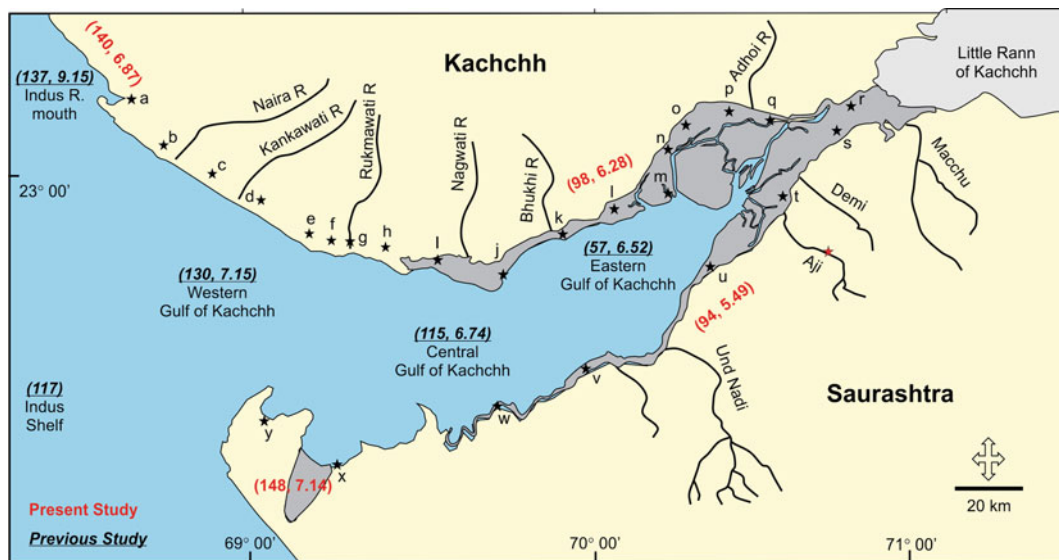 (140, 6.87)
Kachchh
Adhoi R
Little Rann
of Kachchh
(137, 9.15)
Indus R.
mouth
a
b
c
d
e
f
g
h
I
j
k
l
m
n
o
p
q
r
s
t
u
v
w
x
y
Naira R
Kankawati R
Rukmawati R
Nagwati R
Bhukhi R
(98, 6.28)
Macchu
Demi
Aji
23° 00'
(57, 6.52)
Eastern
Gulf of Kachchh
(130, 7.15)
Western
Gulf of Kachchh
(94, 5.49)
(115, 6.74)
Central
Gulf of Kachchh
Und Nadi
Saurashtra
(117)
Indus
Shelf
(148, 7.14)
Present Study
Previous Study
20 km
69° 00'
70° 00'
71° 00'